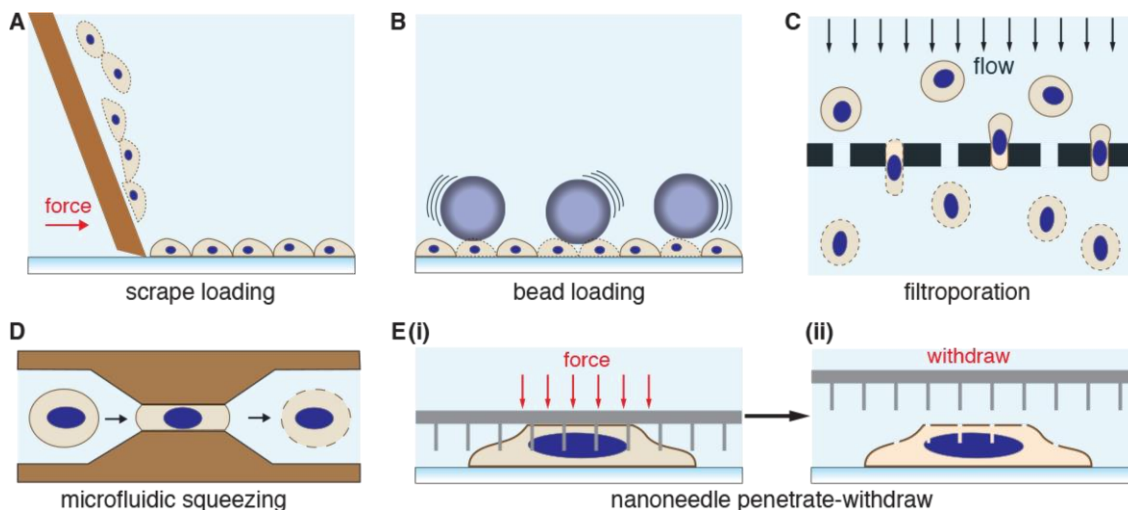 A
force
scrape loading
B
bead loading
C
flow
filtroporation
D
microfluidic squeezing
E (i)
force
(ii)
withdraw
nanoneedle penetrate-withdraw